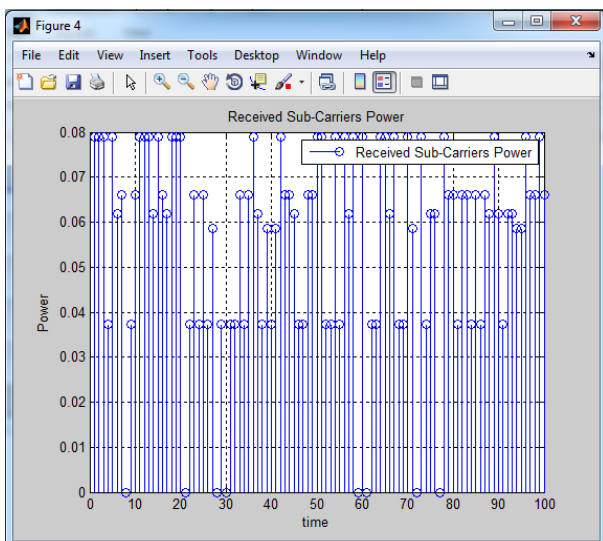 Figure 4
File Edit View Insert Tools Desktop Window Help
Received Sub-Carriers Power
Received Sub-Carriers Power
0.08
0.07
0.06
0.05
0.04
0.03
0.02
0.01
0
Power
0 10 20 30 40 50 60 70 80 90 100
time